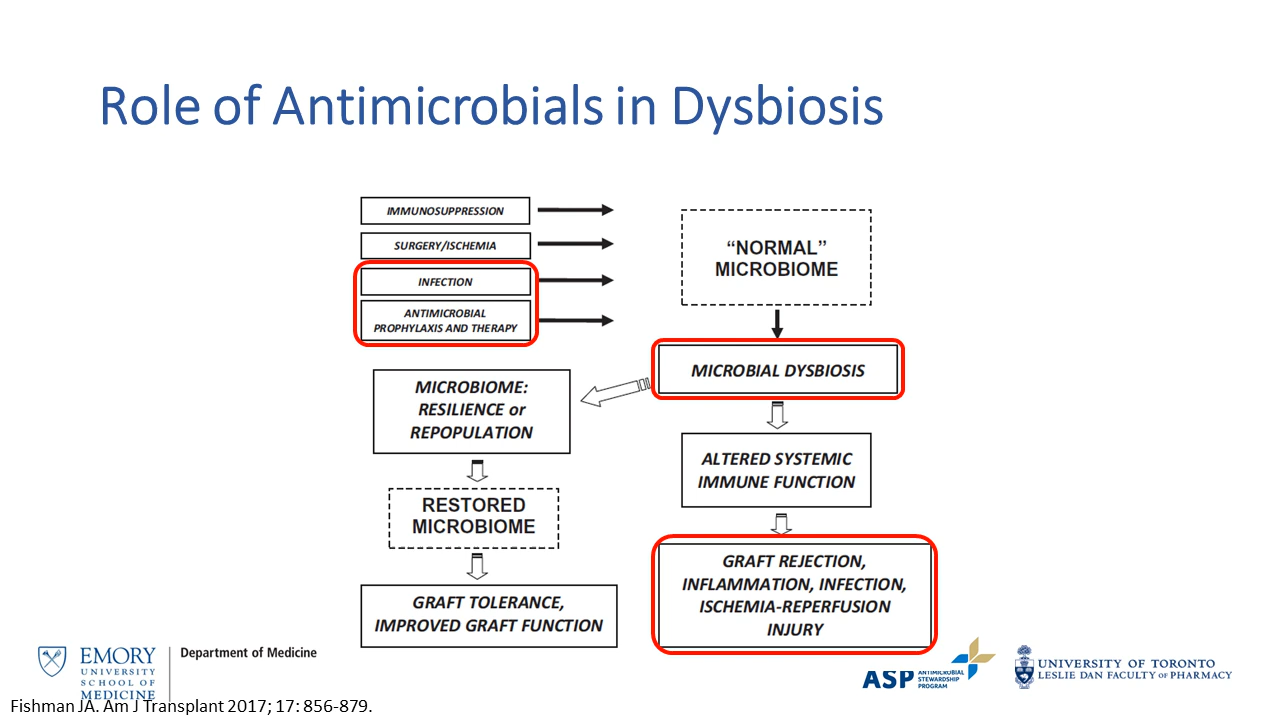 Role of Antimicrobials in Dysbiosis
IMMUNOSUPPRESSION
SURGERY/ISCHEMIA
INFECTION
ANTIMICROBIAL
PROPHYLAXIS AND THERAPY
“NORMAL”
MICROBIOME
MICROBIAL DYSBIOSIS
MICROBIOME:
RESILIENCE or
REPOPULATION
ALTERED SYSTEMIC
IMMUNE FUNCTION
RESTORED
MICROBIOME
GRAFT REJECTION,
INFLAMMATION, INFECTION,
ISCHEMIA-REPERFUSION
INJURY
GRAFT TOLERANCE,
IMPROVED GRAFT FUNCTION
EMORY
UNIVERSITY
SCHOOL OF
MEDICINE
Department of Medicine
ASP
ANTIMICROBIAL
STEWARDSHIP
PROGRAM
UNIVERSITY OF TORONTO
LESLIE DAN FACULTY OF PHARMACY
Fishman JA. Am J Transplant 2017; 17: 856-879.